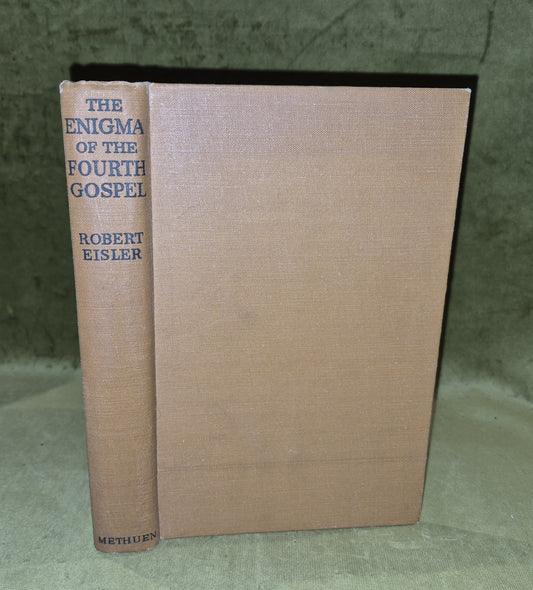 THE
ENIGMA
OF THE
FOURTH
GOSPEL
ROBERT
EISLER
METHUEN